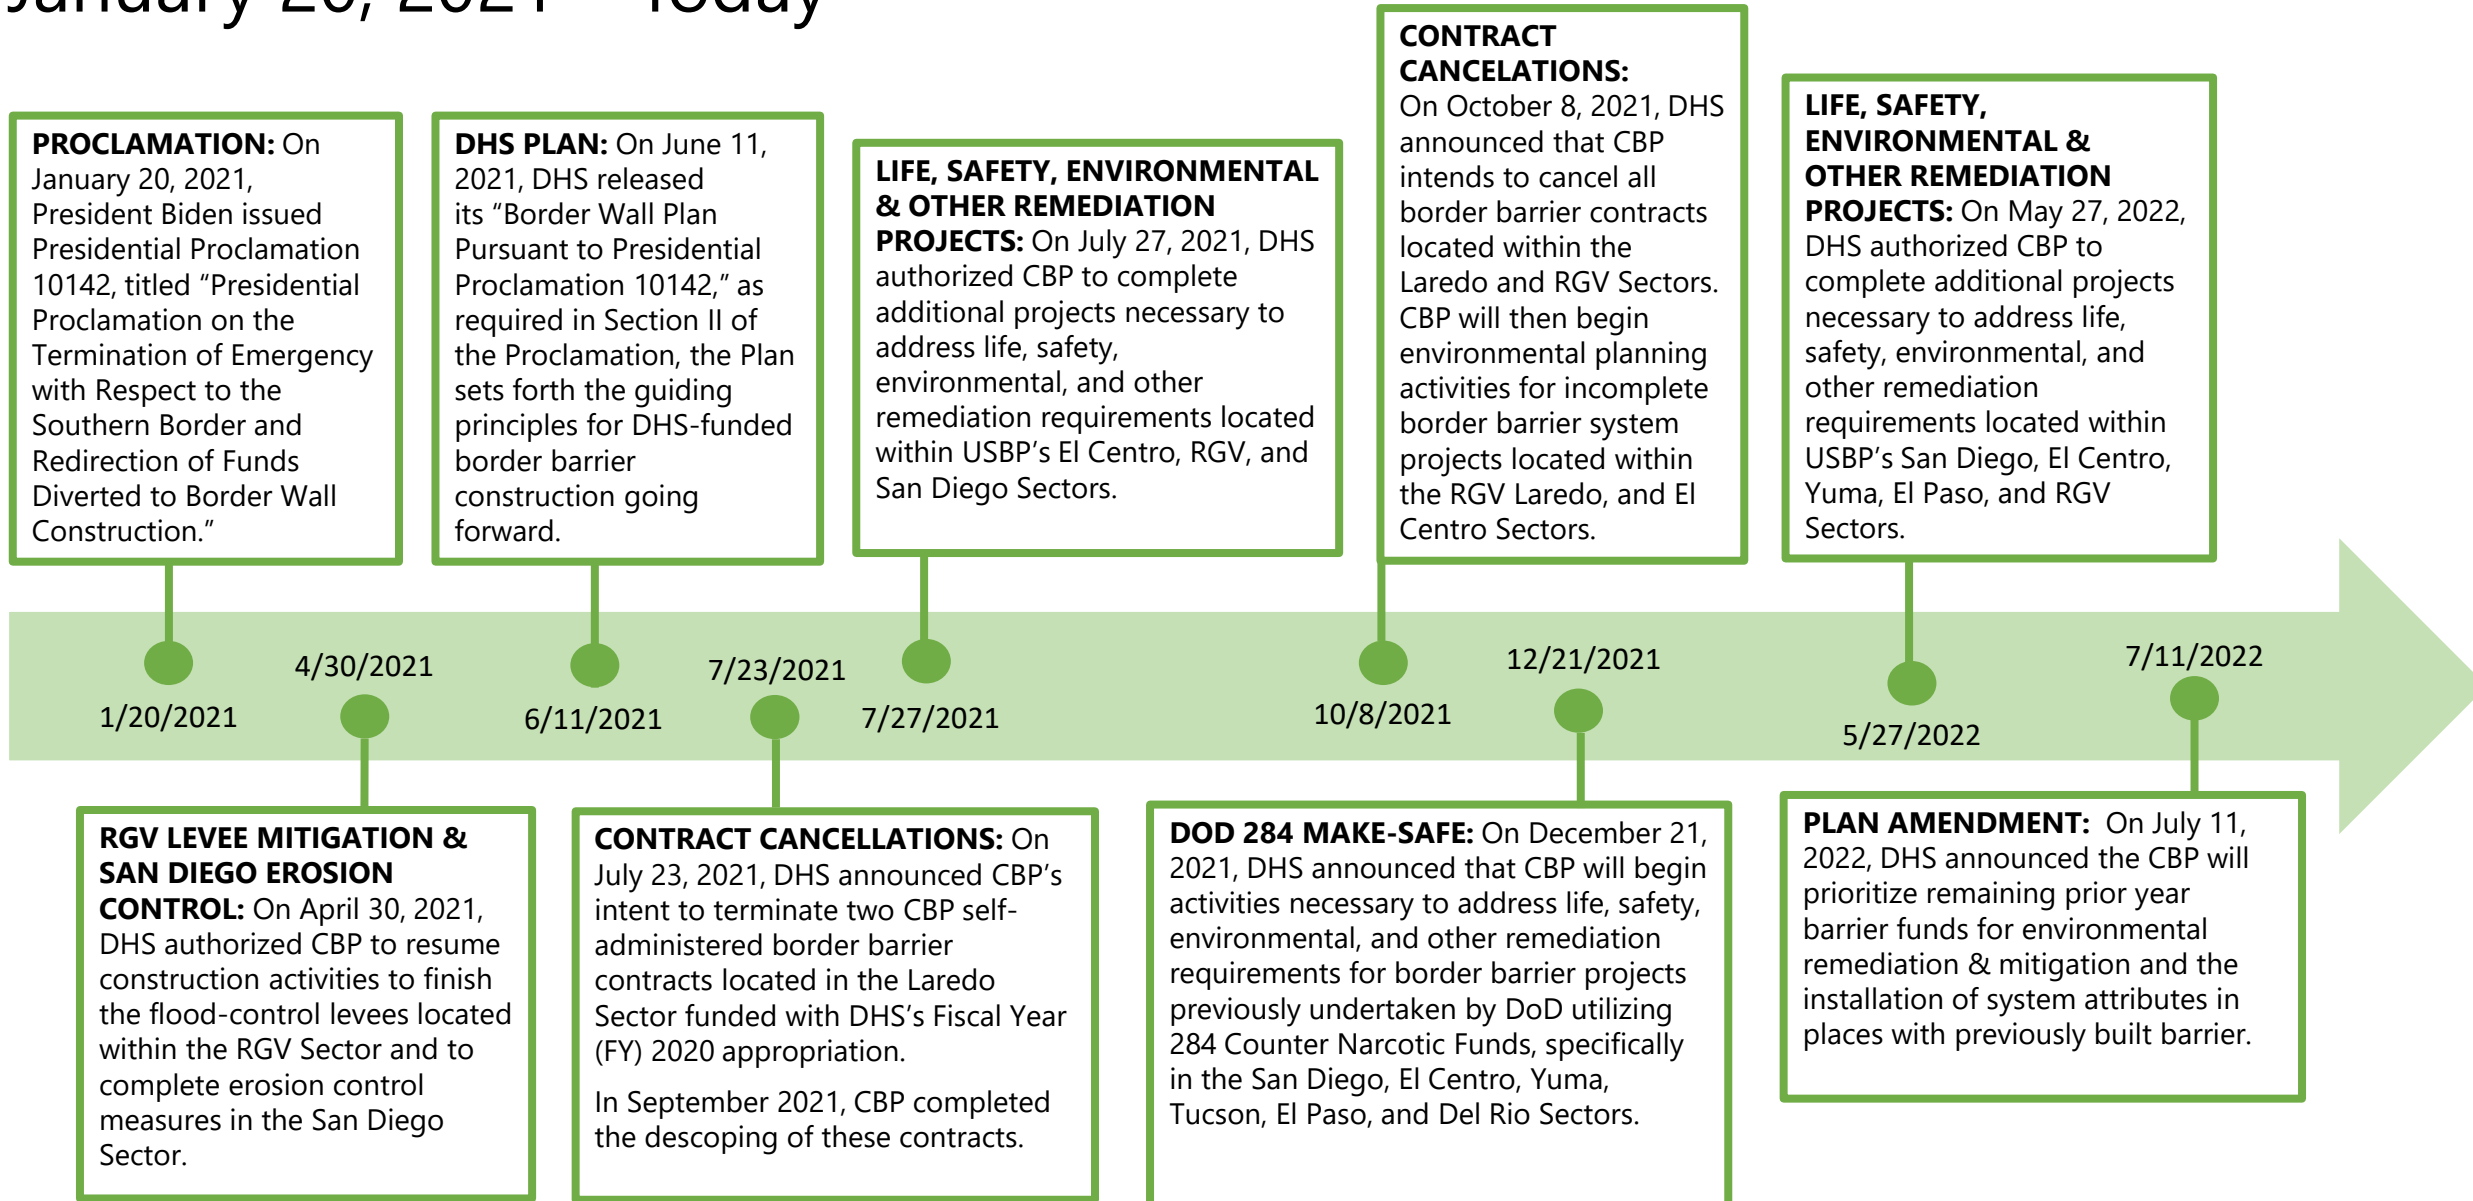 January 20, 2021 – Today
PROCLAMATION: On
January 20, 2021,
President Biden issued
Presidential Proclamation
10142, titled “Presidential
Proclamation on the
Termination of Emergency
with Respect to the
Southern Border and
Redirection of Funds
Diverted to Border Wall
Construction.”
DHS PLAN: On June 11,
2021, DHS released
its “Border Wall Plan
Pursuant to Presidential
Proclamation 10142,” as
required in Section II of
the Proclamation, the Plan
sets forth the guiding
principles for DHS-funded
border barrier
construction going
forward.
LIFE, SAFETY, ENVIRONMENTAL
& OTHER REMEDIATION
PROJECTS: On July 27, 2021, DHS
authorized CBP to complete
additional projects necessary to
address life, safety,
environmental, and other
remediation requirements located
within USBP’s El Centro, RGV, and
San Diego Sectors.
CONTRACT
CANCELATIONS:
On October 8, 2021, DHS
announced that CBP
intends to cancel all
border barrier contracts
located within the
Laredo and RGV Sectors.
CBP will then begin
environmental planning
activities for incomplete
border barrier system
projects located within
the RGV Laredo, and El
Centro Sectors.
LIFE, SAFETY,
ENVIRONMENTAL &
OTHER REMEDIATION
PROJECTS: On May 27, 2022,
DHS authorized CBP to
complete additional projects
necessary to address life,
safety, environmental, and
other remediation
requirements located within
USBP’s San Diego, El Centro,
Yuma, El Paso, and RGV
Sectors.
1/20/2021
4/30/2021
6/11/2021
7/23/2021
7/27/2021
10/8/2021
12/21/2021
5/27/2022
7/11/2022
RGV LEVEE MITIGATION &
SAN DIEGO EROSION
CONTROL: On April 30, 2021,
DHS authorized CBP to resume
construction activities to finish
the flood-control levees located
within the RGV Sector and to
complete erosion control
measures in the San Diego
Sector.
CONTRACT CANCELLATIONS: On
July 23, 2021, DHS announced CBP’s
intent to terminate two CBP self-
administered border barrier
contracts located in the Laredo
Sector funded with DHS’s Fiscal Year
(FY) 2020 appropriation.
In September 2021, CBP completed
the descoping of these contracts.
DOD 284 MAKE-SAFE: On December 21,
2021, DHS announced that CBP will begin
activities necessary to address life, safety,
environmental, and other remediation
requirements for border barrier projects
previously undertaken by DoD utilizing
284 Counter Narcotic Funds, specifically
in the San Diego, El Centro, Yuma,
Tucson, El Paso, and Del Rio Sectors.
PLAN AMENDMENT: On July 11,
2022, DHS announced the CBP will
prioritize remaining prior year
barrier funds for environmental
remediation & mitigation and the
installation of system attributes in
places with previously built barrier.